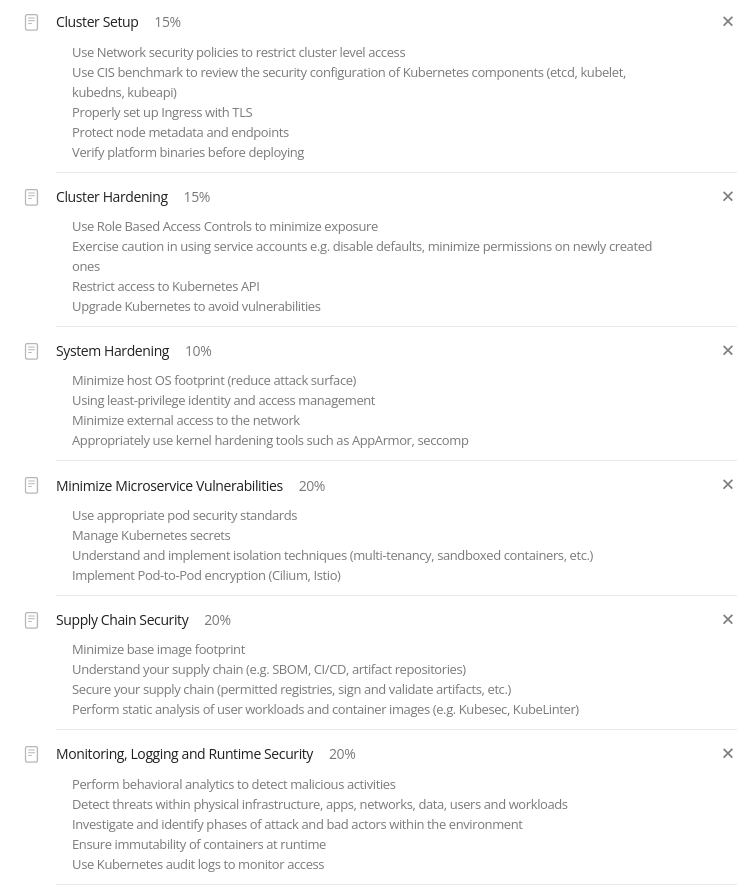 Cluster Setup 15%
Use Network security policies to restrict cluster level access
Use CIS benchmark to review the security configuration of Kubernetes components (etcd, kubelet,
kubedns, kubeapi)
Properly set up Ingress with TLS
Protect node metadata and endpoints
Verify platform binaries before deploying
Cluster Hardening 15%
Use Role Based Access Controls to minimize exposure
Exercise caution in using service accounts e.g. disable defaults, minimize permissions on newly created
ones
Restrict access to Kubernetes API
Upgrade Kubernetes to avoid vulnerabilities
System Hardening 10%
Minimize host OS footprint (reduce attack surface)
Using least-privilege identity and access management
Minimize external access to the network
Appropriately use kernel hardening tools such as AppArmor, seccomp
Minimize Microservice Vulnerabilities 20%
Use appropriate pod security standards
Manage Kubernetes secrets
Understand and implement isolation techniques (multi-tenancy, sandboxed containers, etc.)
Implement Pod-to-Pod encryption (Cilium, Istio)
Supply Chain Security 20%
Minimize base image footprint
Understand your supply chain (e.g. SBOM, CI/CD, artifact repositories)
Secure your supply chain (permitted registries, sign and validate artifacts, etc.)
Perform static analysis of user workloads and container images (e.g. Kubesec, KubeLinter)
Monitoring, Logging and Runtime Security 20%
Perform behavioral analytics to detect malicious activities
Detect threats within physical infrastructure, apps, networks, data, users and workloads
Investigate and identify phases of attack and bad actors within the environment
Ensure immutability of containers at runtime
Use Kubernetes audit logs to monitor access